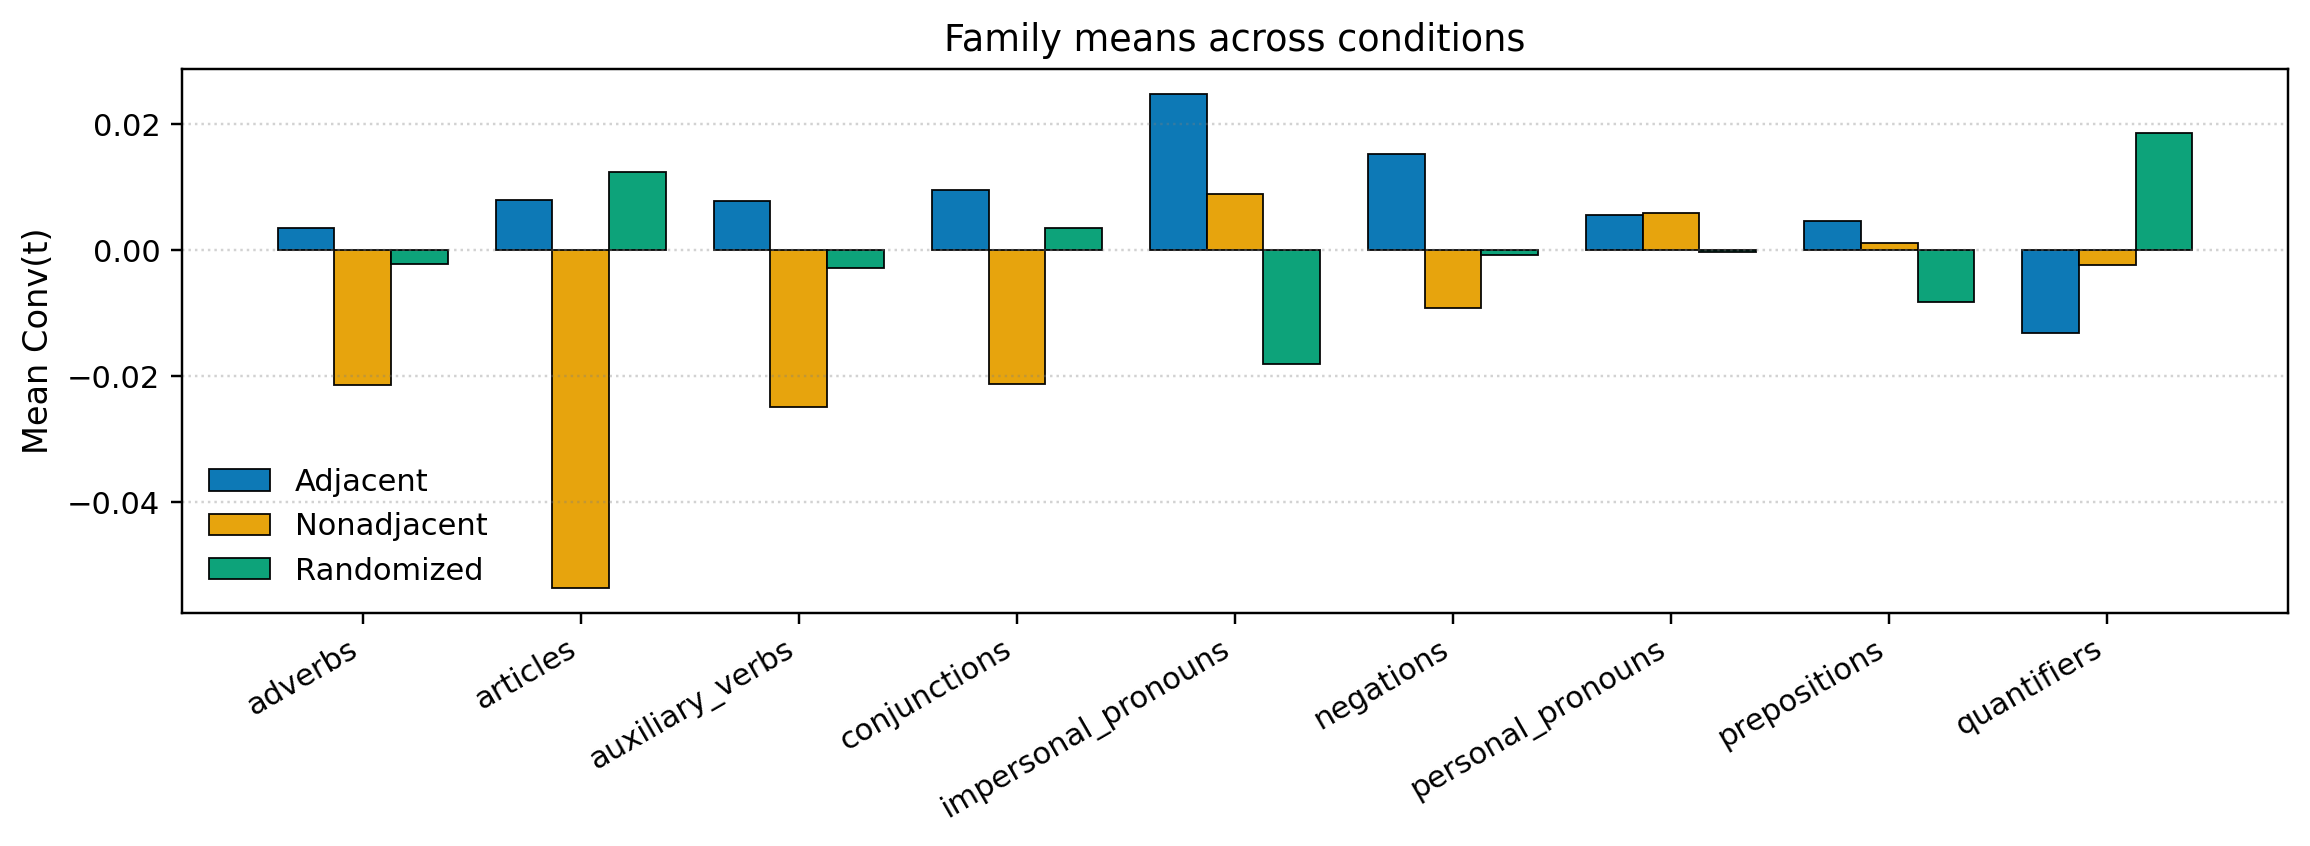 Family means across conditions
Mean Conv(t)
0.02
0.00
−0.02
−0.04
Adjacent
Nonadjacent
Randomized
adverbs
articles
auxiliary_verbs
conjunctions
impersonal_pronouns
negations
personal_pronouns
prepositions
quantifiers